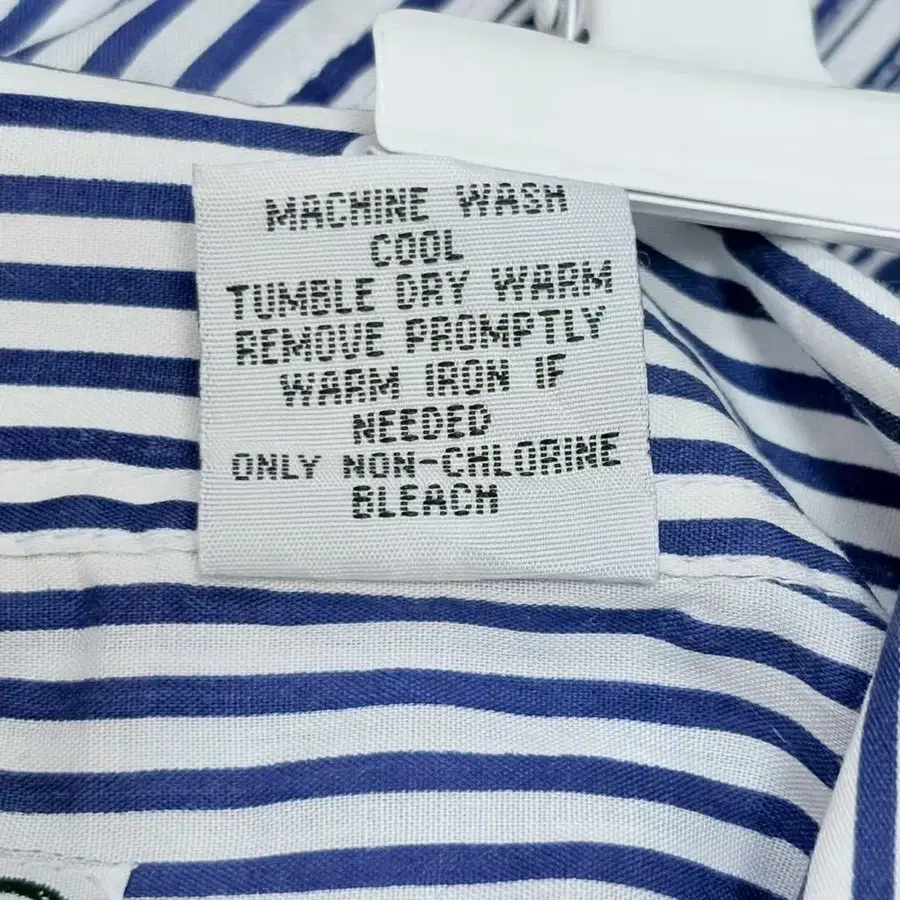 MACHINE WASH
COOL
TUMBLE DRY WARM
REMOVE PROMPTLY
WARM IRON IF
NEEDED
ONLY NON-CHLORINE
BLEACH